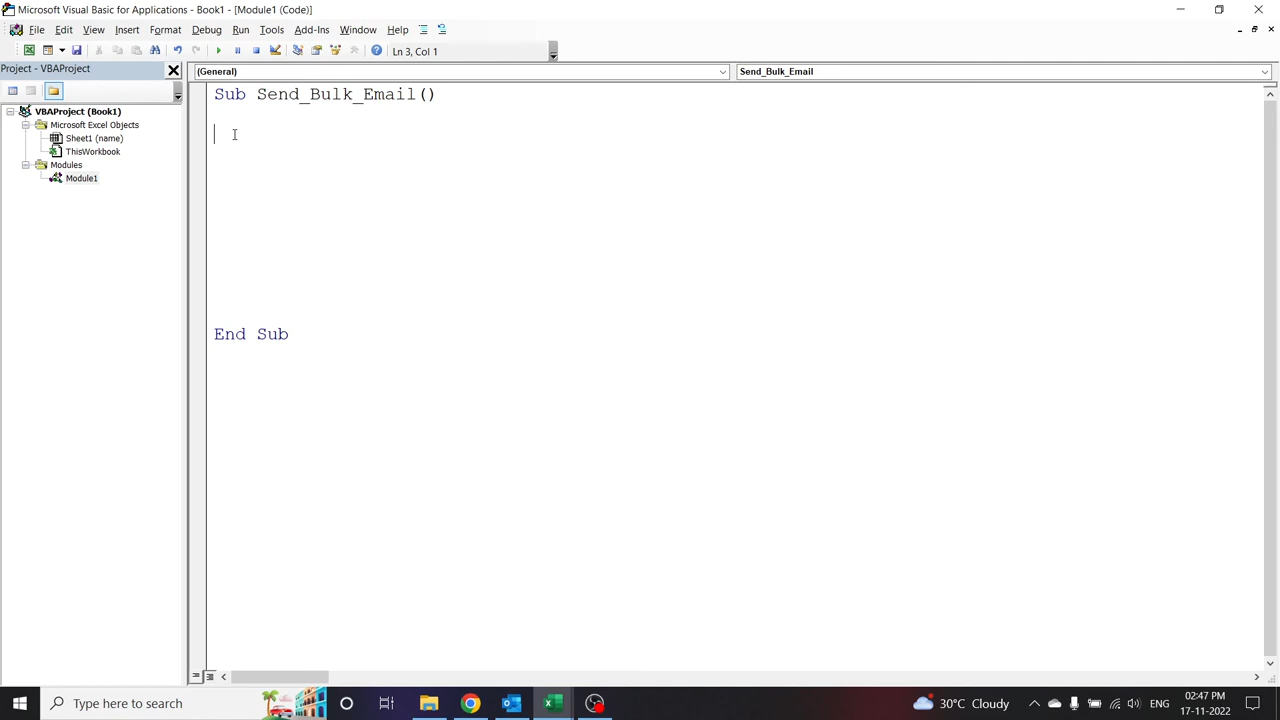 Microsoft Visual Basic for Applications - Book1 - [Module1 (Code)]
File Edit View Insert Format Debug Run Tools Add-Ins Window Help
Ln 3, Col 1
Project - VBAProject
(General)
Send_Bulk_Email
VBAProject (Book1)
Microsoft Excel Objects
Sheet1 (name)
ThisWorkbook
Modules
Module1
Sub Send_Bulk_Email()
End Sub
Type here to search
30°C Cloudy
ENG
02:47 PM
17-11-2022